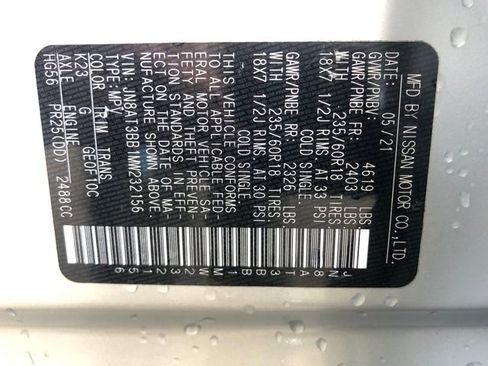 MFD BY NISSAN MOTOR CO.,LTD.
DATE: 05/21
GVWR/PNBV: 4619 LBS.
GAWR/PNBE FR: 2403 LBS.
235/60R18 TIRES
18X7 1/2J RIMS AT 33 PSI
COLD SINGLE
GAWR/PNBE RR: 2326 LBS.
235/60R18 TIRES
18X7 1/2J RIMS AT 30 PSI
COLD SINGLE
THIS VEHICLE CONFORMS
TO ALL APPLICABLE FED-
ERAL MOTOR VEHICLE SA-
FETY AND THEFT PREVEN-
TION STANDARDS IN EFF-
ECT ON THE DATE OF MA-
NUFACTURE SHOWN ABOVE.
VIN: JN8AT3BB1MW232156
TYPE: MPV
COLOR TRIM TRANS
K23 G GE0F10C
AXLE ENGINE
HG56 PR25(DD) 2488CC
JN8AT3BB1MW232156